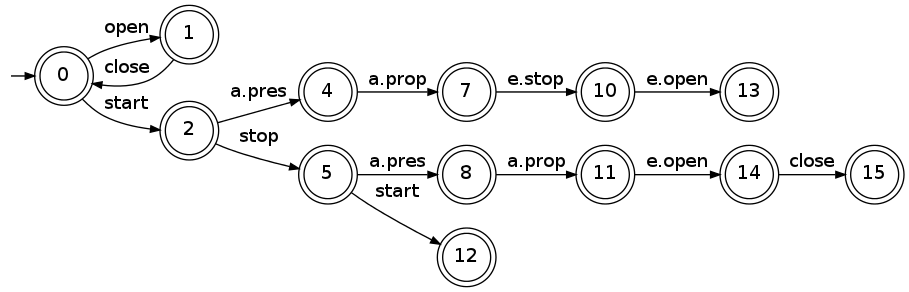 open
1
0
close
start
2
a.pres
4
a.prop
7
e.stop
10
e.open
13
stop
5
a.pres
8
a.prop
11
e.open
14
close
15
start
12